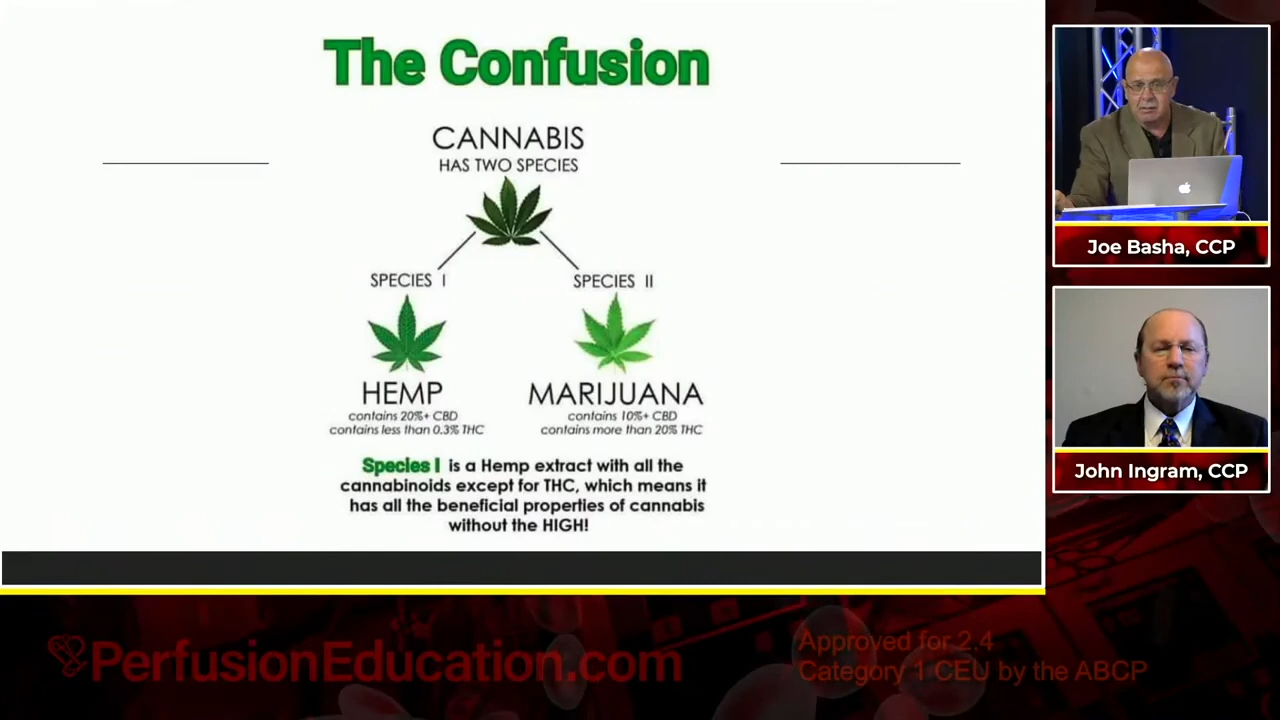 The Confusion
CANNABIS
HAS TWO SPECIES
SPECIES I
SPECIES II
HEMP
contains 20%+ CBD
contains less than 0.3% THC
MARIJUANA
contains 10%+ CBD
contains more than 20% THC
Species I is a Hemp extract with all the
cannabinoids except for THC, which means it
has all the beneficial properties of cannabis
without the HIGH!
Joe Basha, CCP
John Ingram, CCP
PerfusionEducation.com
Approved for 2.4
Category 1 CEU by the ABCP